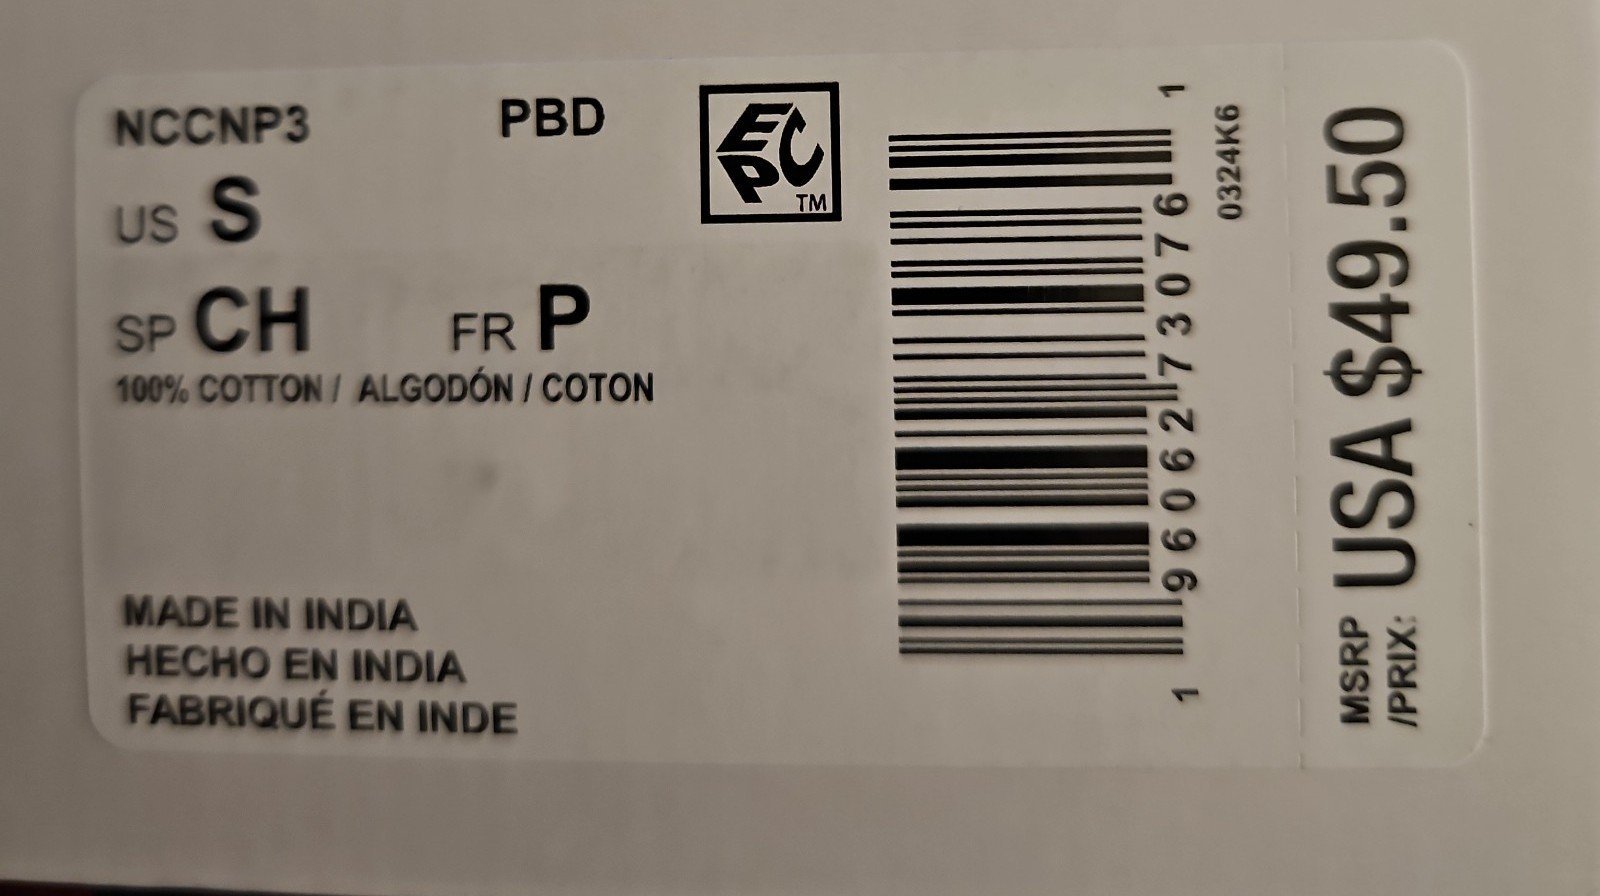 NCCNP3 PBD
US S
SP CH FR P
100% COTTON / ALGODÓN / COTON
MADE IN INDIA
HECHO EN INDIA
FABRIQUÉ EN INDE
EPC TM
1 96062 73076 1
0324K6
MSRP
/PRIX: USA $49.50